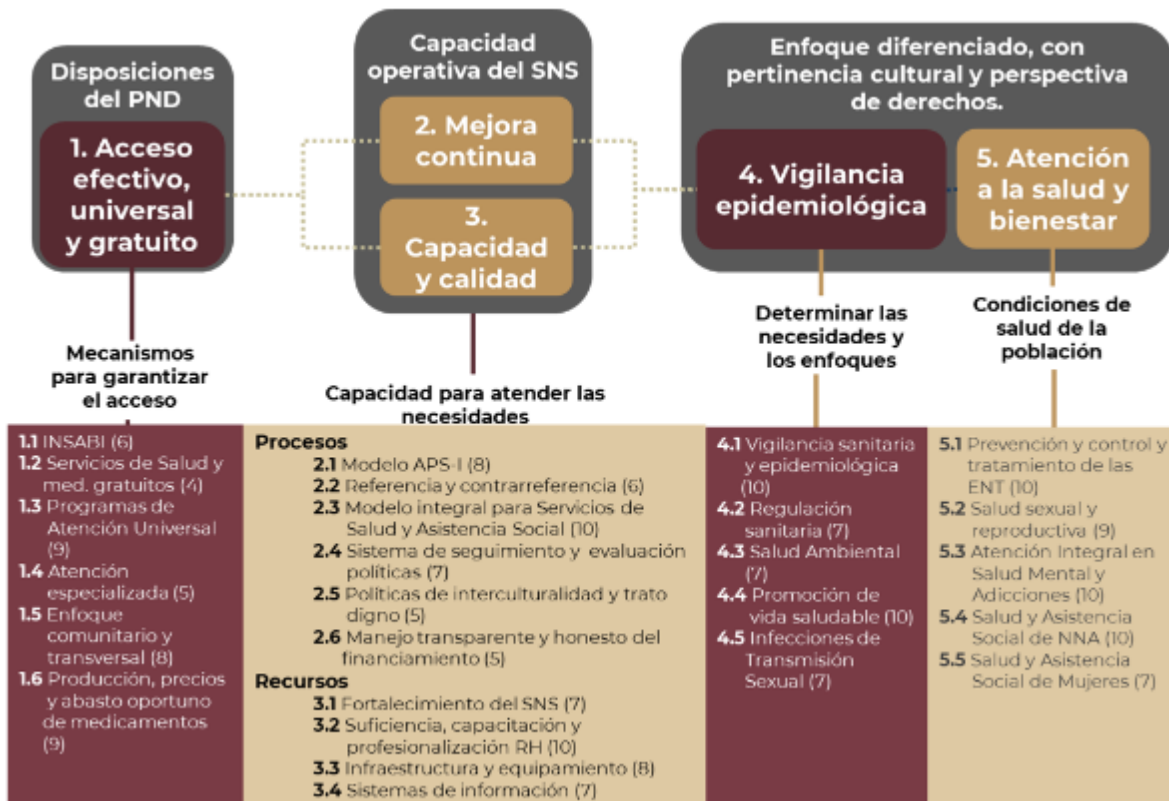 Disposiciones
del PND
1. Acceso
efectivo,
universal
y gratuito
Capacidad
operativa del SNS
2. Mejora
continua
3.
Capacidad
y calidad
Enfoque diferenciado, con
pertinencia cultural y perspectiva
de derechos.
4. Vigilancia
epidemiológica
5. Atención
a la salud y
bienestar
Mecanismos
para garantizar
el acceso
Capacidad para atender las
necesidades
Determinar las
necesidades y
los enfoques
Condiciones de
salud de la
población
1.1 INSABI (6)
1.2 Servicios de Salud y
med. gratuitos (4)
1.3 Programas de
Atención Universal
(9)
1.4 Atención
especializada (5)
1.5 Enfoque
comunitario y
transversal (8)
1.6 Producción, precios
y abasto oportuno
de medicamentos
(9)
Procesos
2.1 Modelo APS-I (8)
2.2 Referencia y contrarreferencia (6)
2.3 Modelo integral para Servicios de
Salud y Asistencia Social (10)
2.4 Sistema de seguimiento y evaluación
políticas (7)
2.5 Políticas de interculturalidad y trato
digno (5)
2.6 Manejo transparente y honesto del
financiamiento (5)
Recursos
3.1 Fortalecimiento del SNS (7)
3.2 Suficiencia, capacitación y
profesionalización RH (10)
3.3 Infraestructura y equipamiento (8)
3.4 Sistemas de información (7)
4.1 Vigilancia sanitaria
y epidemiológica
(10)
4.2 Regulación
sanitaria (7)
4.3 Salud Ambiental
(7)
4.4 Promoción de
vida saludable (10)
4.5 Infecciones de
Transmisión
Sexual (7)
5.1 Prevención y control y
tratamiento de las
ENT (10)
5.2 Salud sexual y
reproductiva (9)
5.3 Atención Integral en
Salud Mental y
Adicciones (10)
5.4 Salud y Asistencia
Social de NNA (10)
5.5 Salud y Asistencia
Social de Mujeres (7)